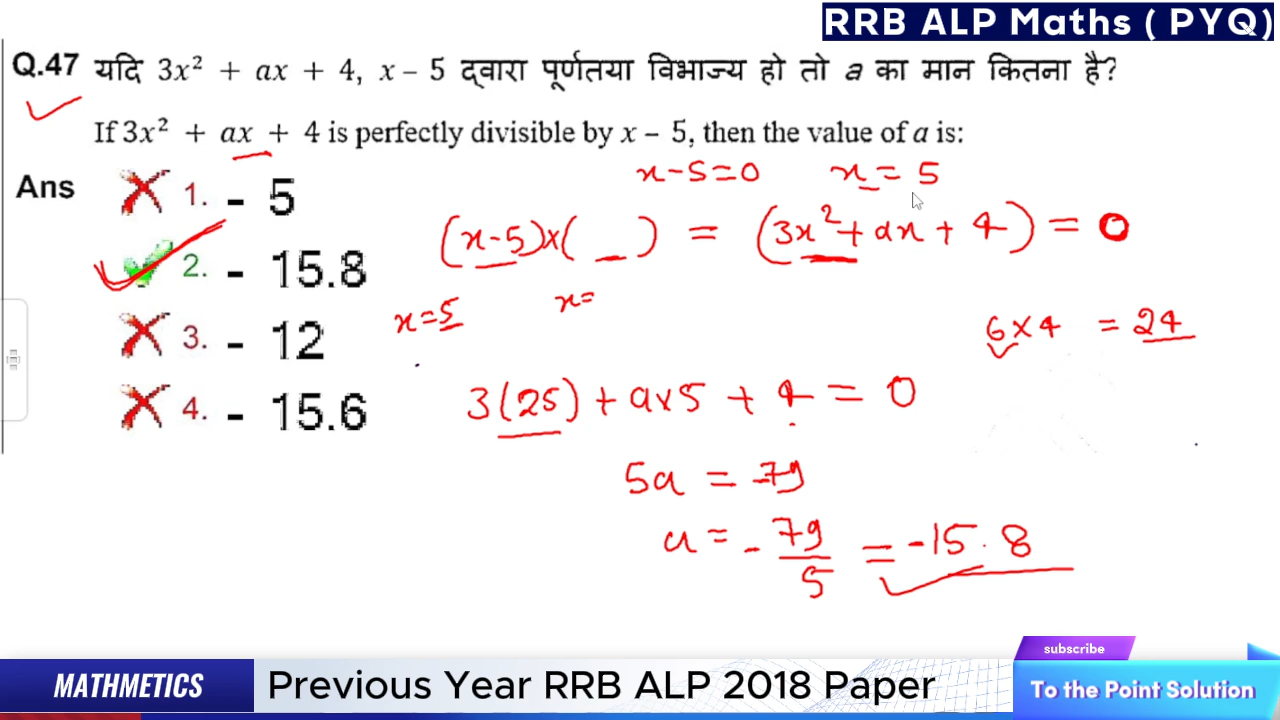 RRB ALP Maths ( PYQ)
Q.47 यदि 3x² + ax + 4, x – 5 द्वारा पूर्णतया विभाज्य हो तो a का मान कितना है?
If 3x² + ax + 4 is perfectly divisible by x – 5, then the value of a is:
x-5=0 x = 5
Ans 1. - 5
(x-5)x( _ ) = (3x²+ax+4) = 0
2. - 15.8
x=5 x=
6x4 = 24
3. - 12
3(25) + ax5 + 4 = 0
4. - 15.6
5a = -79
a = - 79/5 = -15.8
subscribe
MATHMETICS Previous Year RRB ALP 2018 Paper To the Point Solution